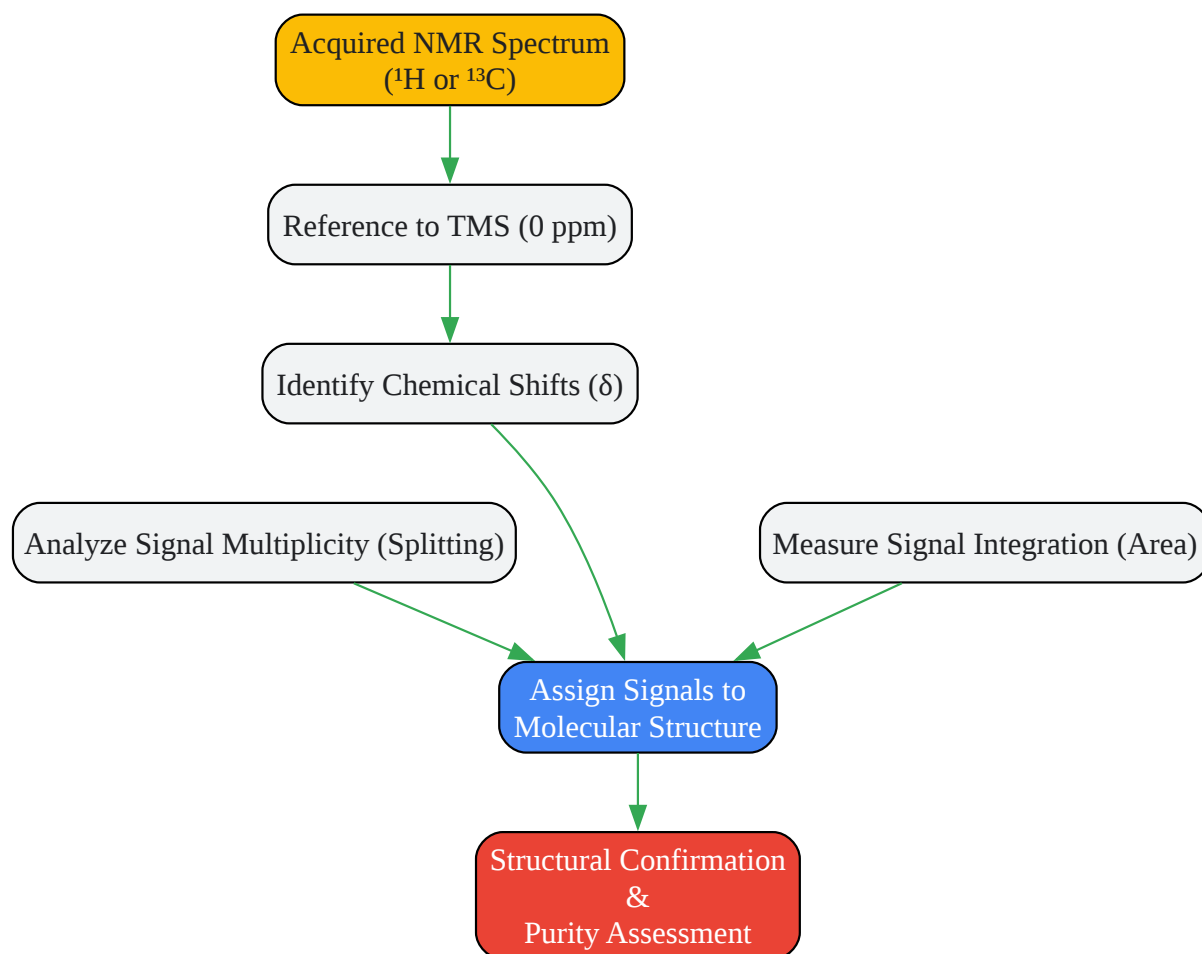 Acquired NMR Spectrum
(¹H or ¹³C)
Reference to TMS (0 ppm)
Identify Chemical Shifts (δ)
Analyze Signal Multiplicity (Splitting)
Measure Signal Integration (Area)
Assign Signals to
Molecular Structure
Structural Confirmation
&
Purity Assessment